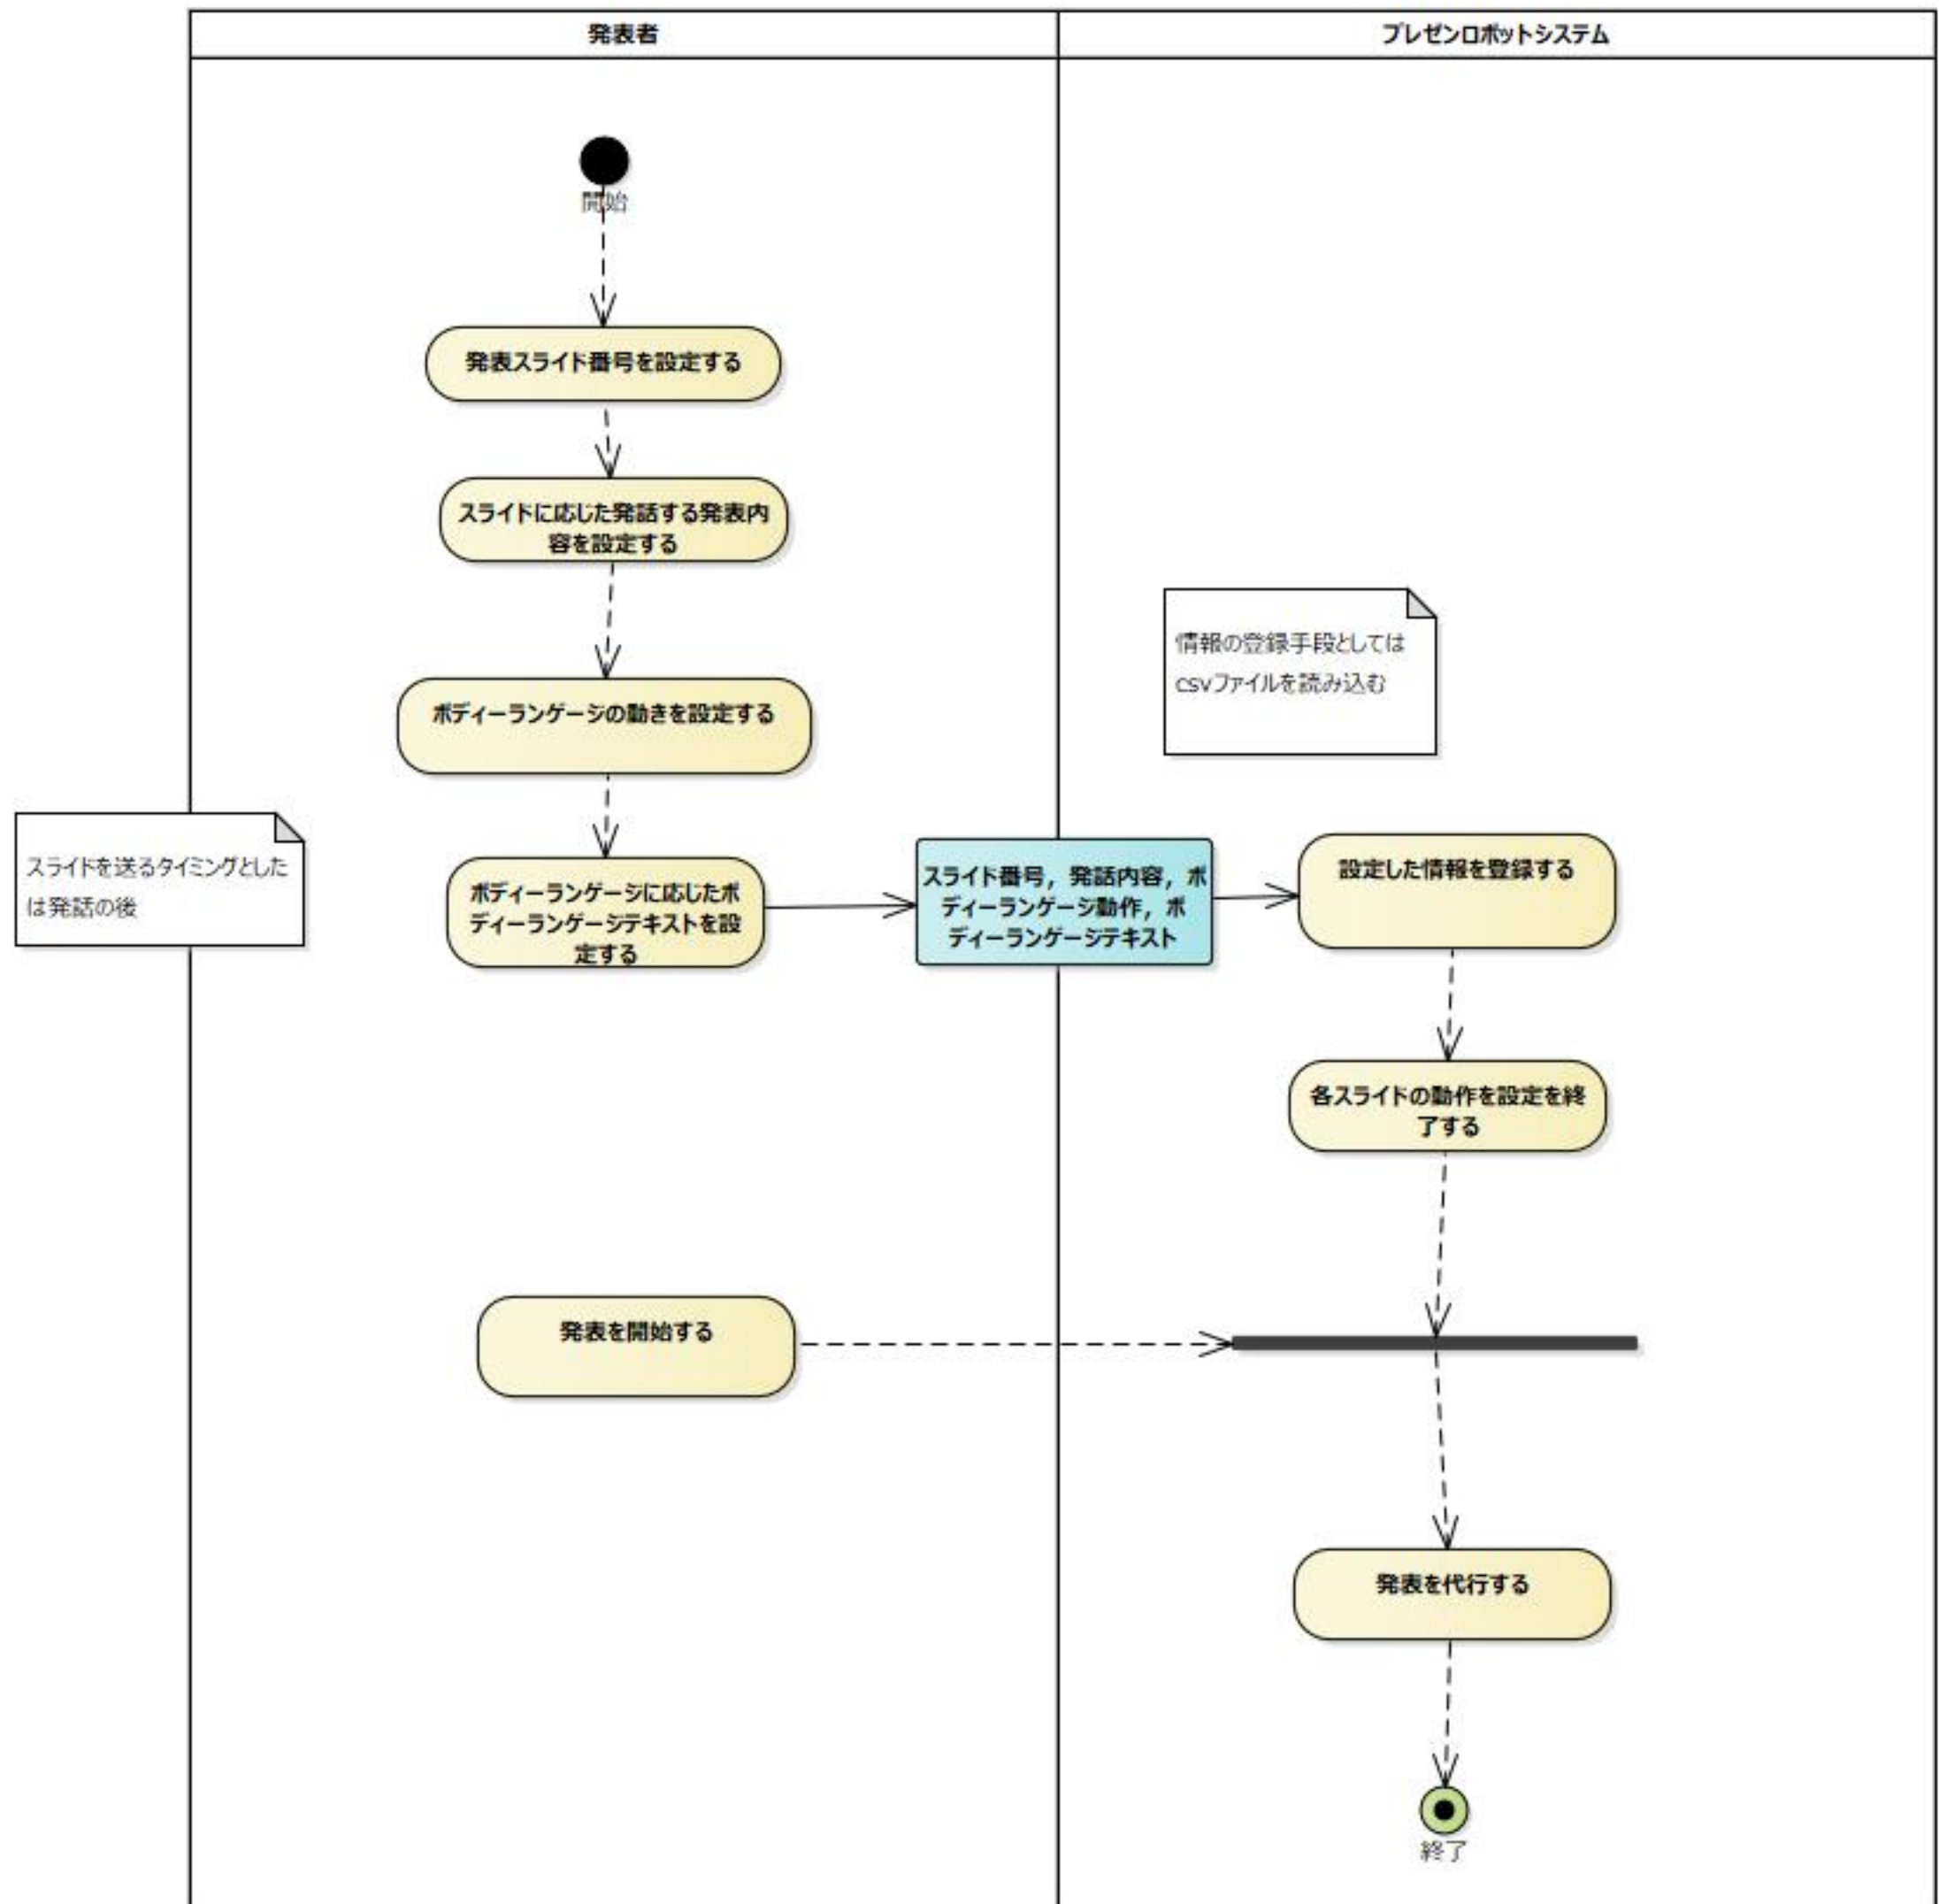 発表者
プレゼンロボットシステム
開始
発表スライド番号を設定する
スライドに応じた発話する発表内
容を設定する
ボディーランゲージの動きを設定する
情報の登録手段としては
csvファイルを読み込む
スライドを送るタイミングとした
は発話の後
ボディーランゲージに応じたボ
ディーランゲージテキストを設
定する
スライド番号，発話内容，ボ
ディーランゲージ動作，ボ
ディーランゲージテキスト
設定した情報を登録する
各スライドの動作を設定を終
了する
発表を開始する
発表を代行する
終了